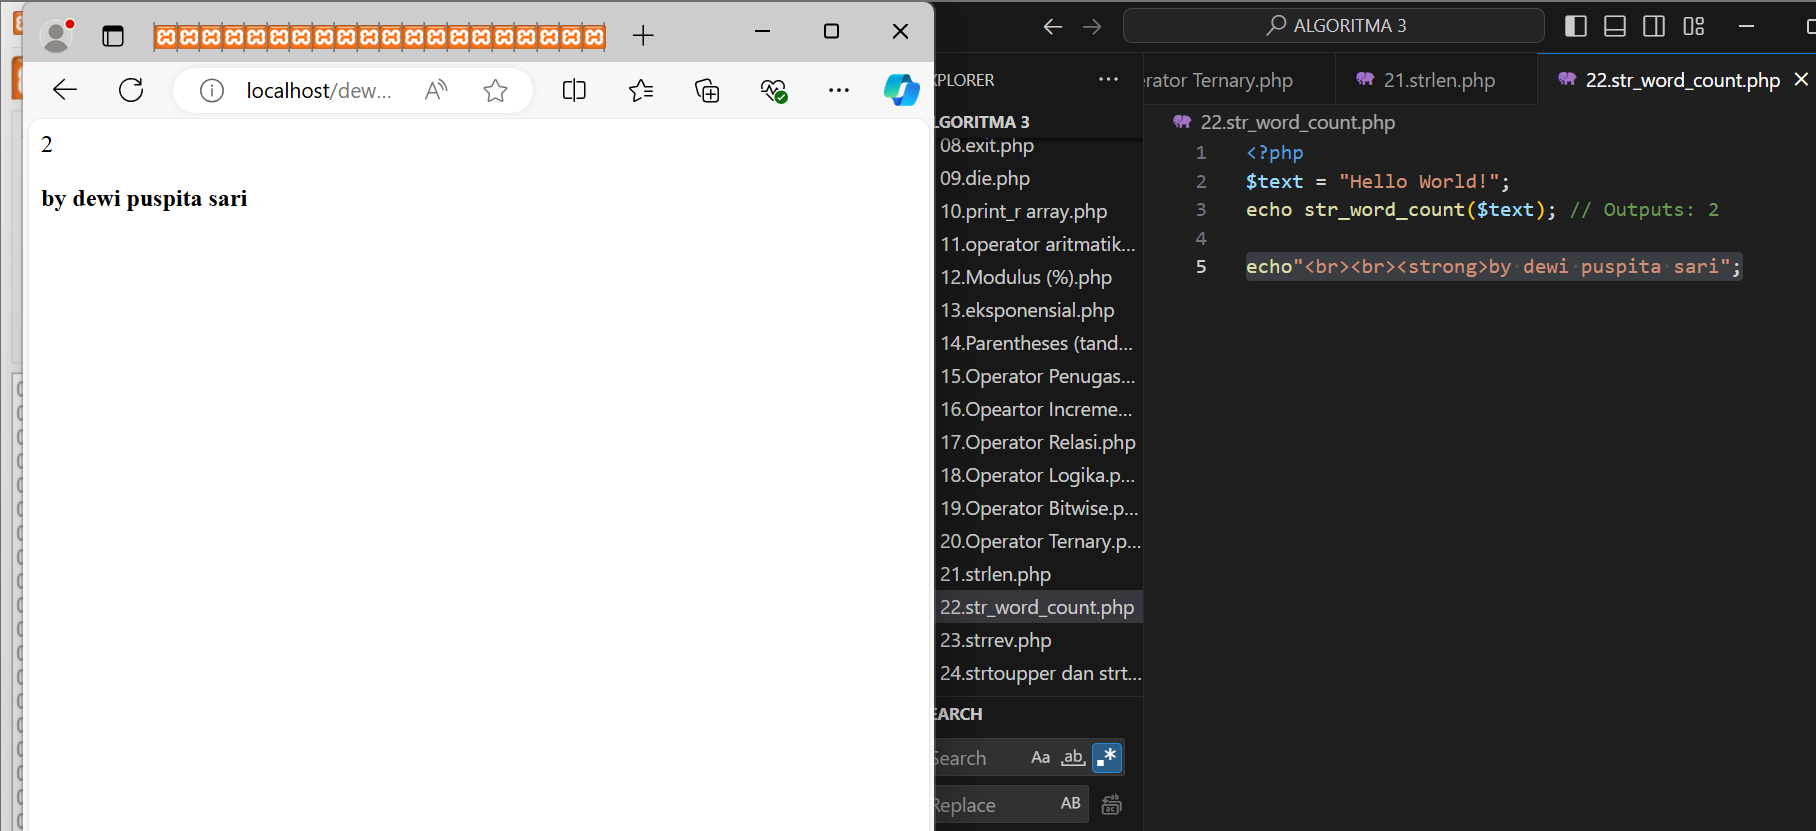 localhost/dew...
2
by dewi puspita sari
ALGORITMA 3
XPLORER
LGORITMA 3
08.exit.php
09.die.php
10.print_r array.php
11.operator aritmatik...
12.Modulus (%).php
13.eksponensial.php
14.Parentheses (tand...
15.Operator Penugas...
16.Opeartor Increme...
17.Operator Relasi.php
18.Operator Logika.p...
19.Operator Bitwise.p...
20.Operator Ternary.p...
21.strlen.php
22.str_word_count.php
23.strrev.php
24.strtoupper dan strt...
EARCH
Search
Aa
ab
.*
Replace
AB
rator Ternary.php
21.strlen.php
22.str_word_count.php
22.str_word_count.php
1 <?php
2 $text = "Hello World!";
3 echo str_word_count($text); // Outputs: 2
4
5 echo"<br><br><strong>by dewi puspita sari";